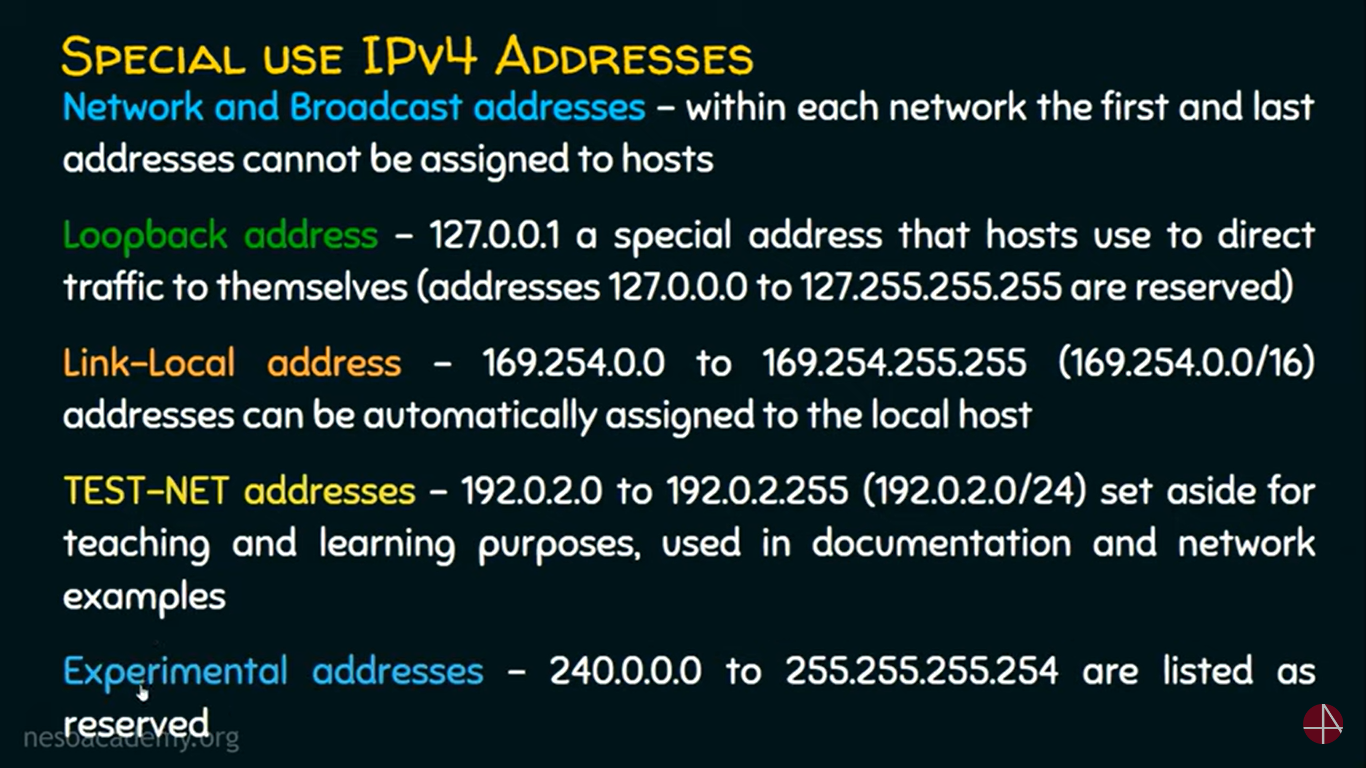 SPECIAL USE IPv4 ADDRESSES
Network and Broadcast addresses – within each network the first and last
addresses cannot be assigned to hosts
Loopback address – 127.0.0.1 a special address that hosts use to direct
traffic to themselves (addresses 127.0.0.0 to 127.255.255.255 are reserved)
Link-Local address – 169.254.0.0 to 169.254.255.255 (169.254.0.0/16)
addresses can be automatically assigned to the local host
TEST-NET addresses – 192.0.2.0 to 192.0.2.255 (192.0.2.0/24) set aside for
teaching and learning purposes, used in documentation and network
examples
Experimental addresses – 240.0.0.0 to 255.255.255.254 are listed as
reserved
nesoacademy.org